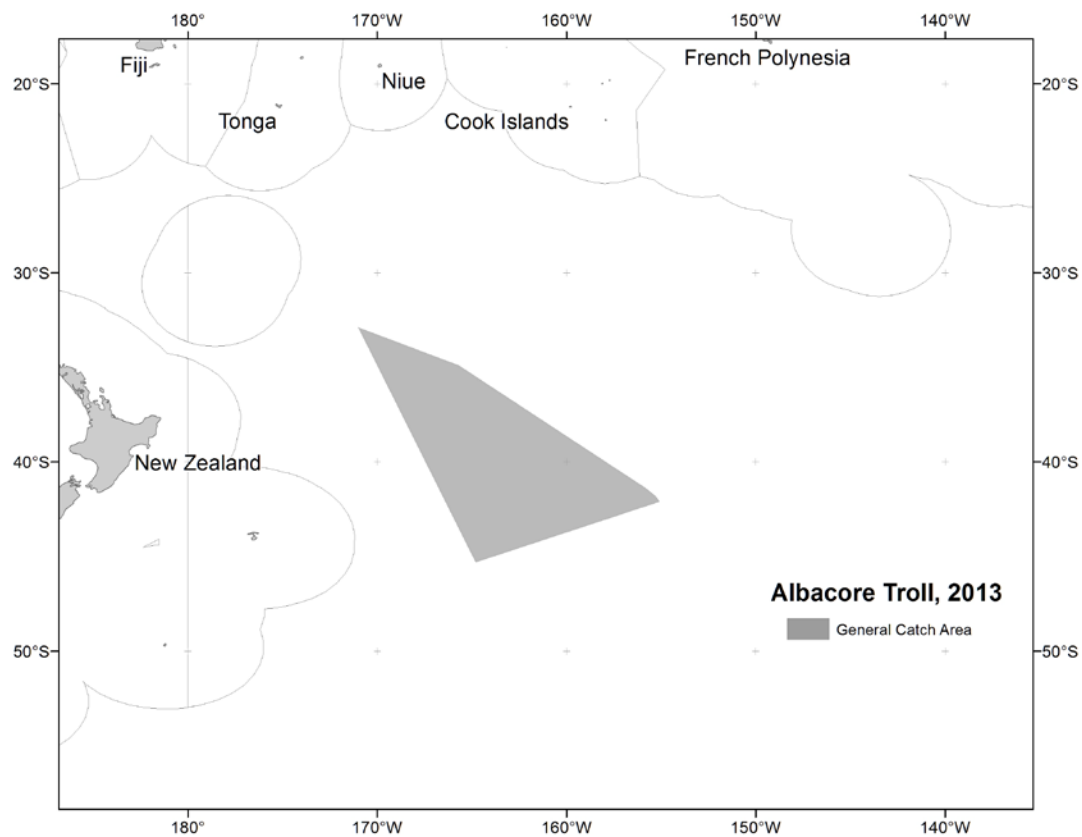 180° 170°W 160°W 150°W 140°W
French Polynesia
Fiji
20°S 20°S
Niue
Tonga
Cook Islands
30°S 30°S
40°S 40°S
New Zealand
Albacore Troll, 2013
General Catch Area
50°S 50°S
180° 170°W 160°W 150°W 140°W